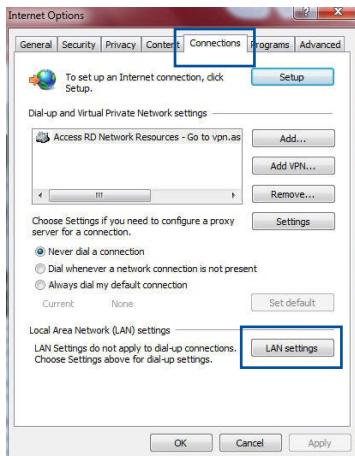 Internet Options
General Security Privacy Content Connections Programs Advanced
To set up an Internet connection, click Setup.
Setup
Dial-up and Virtual Private Network settings
Access RD Network Resources - Go to vpn.as
Add...
Add VPN...
Remove...
Choose Settings if you need to configure a proxy
server for a connection.
Settings
Never dial a connection
Dial whenever a network connection is not present
Always dial my default connection
Current None
Set default
Local Area Network (LAN) settings
LAN Settings do not apply to dial-up connections.
Choose Settings above for dial-up settings.
LAN settings
OK Cancel Apply